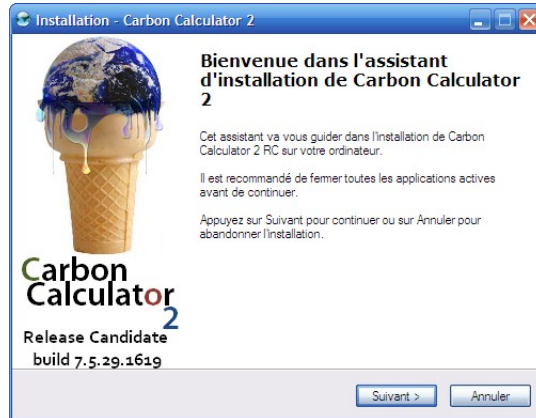 Installation - Carbon Calculator 2
Bienvenue dans l'assistant
d'installation de Carbon Calculator
2
Cet assistant va vous guider dans l'installation de Carbon
Calculator 2 RC sur votre ordinateur.
Il est recommandé de fermer toutes les applications actives
avant de continuer.
Appuyez sur Suivant pour continuer ou sur Annuler pour
abandonner l'installation.
Carbon
Calculator
2
Release Candidate
build 7.5.29.1619
Suivant >
Annuler